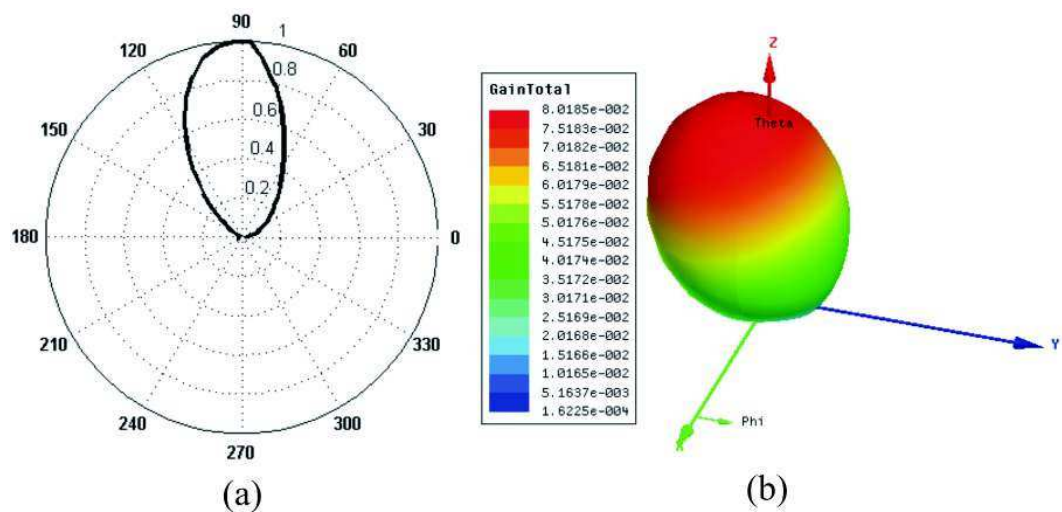 90
1
120
60
0.8
0.6
150
30
0.4
0.2
180
0
210
330
240
300
270
(a)
GainTotal
8.0185e-002
7.5183e-002
7.0182e-002
6.5181e-002
6.0179e-002
5.5178e-002
5.0176e-002
4.5175e-002
4.0174e-002
3.5172e-002
3.0171e-002
2.5169e-002
2.0168e-002
1.5166e-002
1.0165e-002
5.1637e-003
1.6225e-004
Z
Theta
Y
X
Phi
(b)